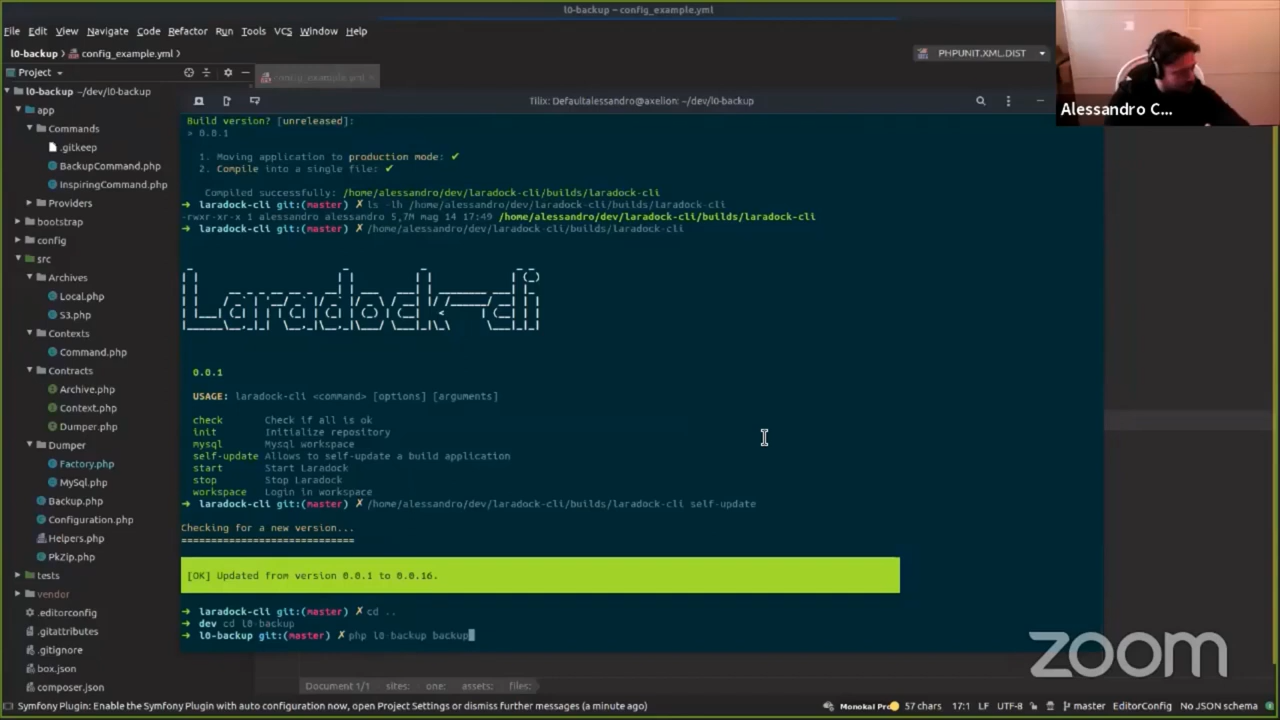 l0-backup – config_example.yml
File Edit View Navigate Code Refactor Run Tools VCS Window Help
l0-backup config_example.yml
PHPUNIT.XML.DIST
Alessandro C...
Project
config_example.yml
l0-backup ~/dev/l0-backup
app
Commands
.gitkeep
BackupCommand.php
InspiringCommand.php
Providers
bootstrap
config
src
Archives
Local.php
S3.php
Contexts
Command.php
Contracts
Archive.php
Context.php
Dumper.php
Dumper
Factory.php
MySql.php
Backup.php
Configuration.php
Helpers.php
PkZip.php
tests
vendor
.editorconfig
.gitattributes
.gitignore
box.json
composer.json
Tilix: Defaultalessandro@axelion: ~/dev/l0-backup
Build version? [unreleased]:
> 0.0.1
1. Moving application to production mode: ✔
2. Compile into a single file: ✔
Compiled successfully: /home/alessandro/dev/laradock-cli/builds/laradock-cli
➜ laradock-cli git:(master) ✗ ls -lh /home/alessandro/dev/laradock-cli/builds/laradock-cli
-rwxr-xr-x 1 alessandro alessandro 5,7M mag 14 17:49 /home/alessandro/dev/laradock-cli/builds/laradock-cli
➜ laradock-cli git:(master) ✗ /home/alessandro/dev/laradock-cli/builds/laradock-cli
Laradock-cli
0.0.1
USAGE: laradock-cli <command> [options] [arguments]
check Check if all is ok
init Initialize repository
mysql Mysql workspace
self-update Allows to self-update a build application
start Start Laradock
stop Stop Laradock
workspace Login in workspace
➜ laradock-cli git:(master) ✗ /home/alessandro/dev/laradock-cli/builds/laradock-cli self-update
Checking for a new version...
=============================
[OK] Updated from version 0.0.1 to 0.0.16.
➜ laradock-cli git:(master) ✗ cd ..
➜ dev cd l0-backup
➜ l0-backup git:(master) ✗ php l0-backup backup
zoom
Document 1/1 sites: one: assets: files:
Symfony Plugin: Enable the Symfony Plugin with auto configuration now, open Project Settings or dismiss further messages (a minute ago)
Monokai Pro 57 chars 17:1 LF UTF-8 master EditorConfig No JSON schema